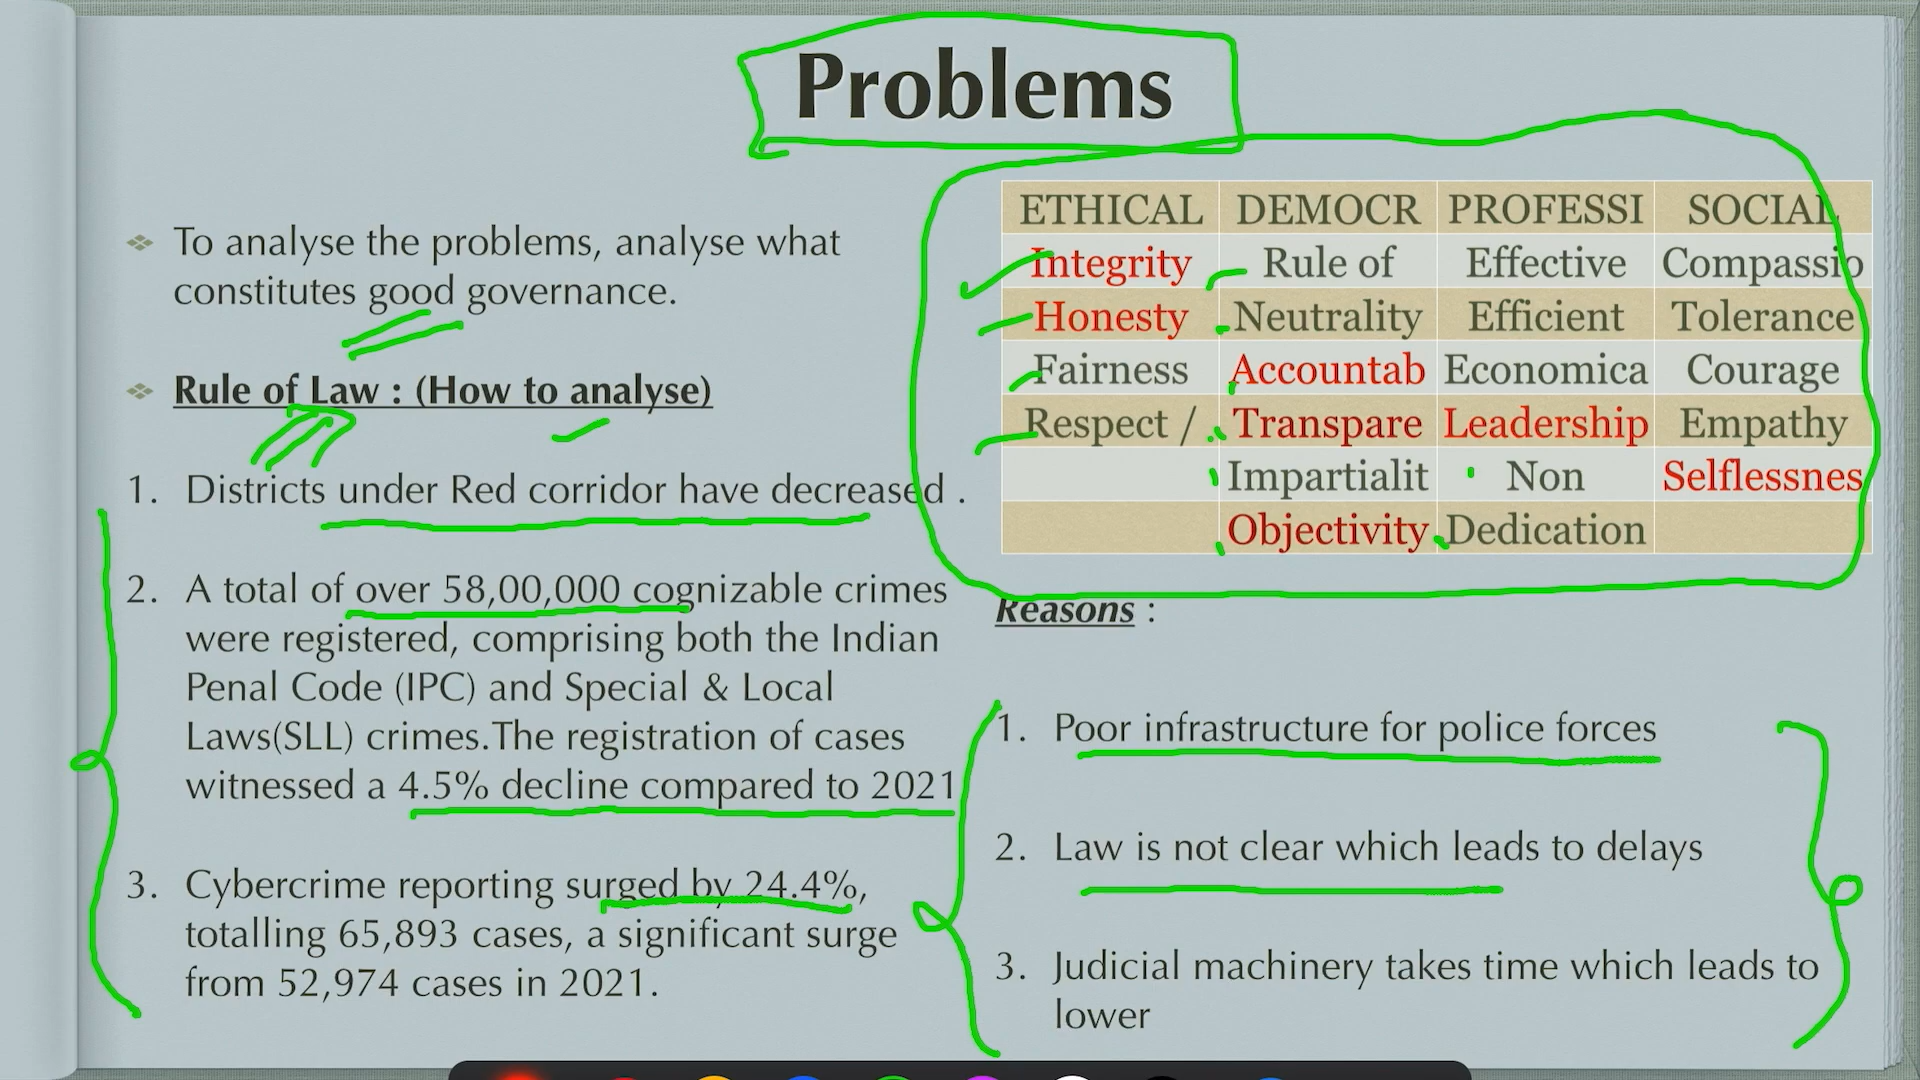 Problems
To analyse the problems, analyse what
constitutes good governance.
Rule of Law : (How to analyse)
1. Districts under Red corridor have decreased .
2. A total of over 58,00,000 cognizable crimes
were registered, comprising both the Indian
Penal Code (IPC) and Special & Local
Laws(SLL) crimes.The registration of cases
witnessed a 4.5% decline compared to 2021
3. Cybercrime reporting surged by 24.4%,
totalling 65,893 cases, a significant surge
from 52,974 cases in 2021.
ETHICAL DEMOCR PROFESSI SOCIAL
Integrity Rule of Effective Compassio
Honesty Neutrality Efficient Tolerance
Fairness Accountab Economica Courage
Respect / Transpare Leadership Empathy
Impartialit Non Selflessnes
Objectivity Dedication
Reasons :
1. Poor infrastructure for police forces
2. Law is not clear which leads to delays
3. Judicial machinery takes time which leads to
lower